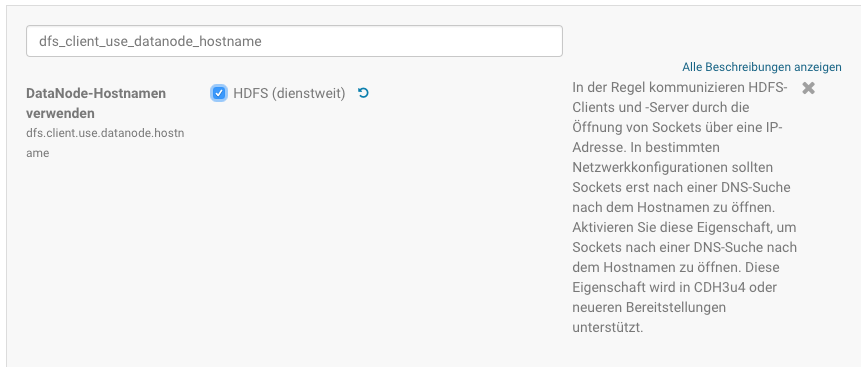 dfs_client_use_datanode_hostname
Alle Beschreibungen anzeigen
DataNode-Hostnamen
verwenden
dfs.client.use.datanode.hostn
ame
HDFS (dienstweit)
In der Regel kommunizieren HDFS-
Clients und -Server durch die
Öffnung von Sockets über eine IP-
Adresse. In bestimmten
Netzwerkkonfigurationen sollten
Sockets erst nach einer DNS-Suche
nach dem Hostnamen zu öffnen.
Aktivieren Sie diese Eigenschaft, um
Sockets nach einer DNS-Suche nach
dem Hostnamen zu öffnen. Diese
Eigenschaft wird in CDH3u4 oder
neueren Bereitstellungen
unterstützt.